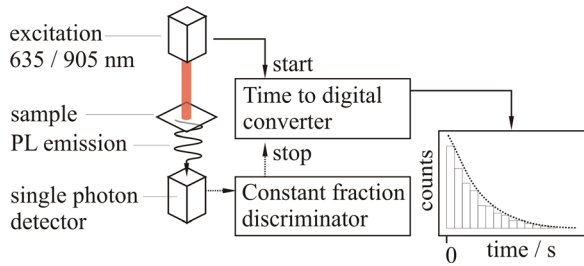 excitation
635 / 905 nm
sample
PL emission
single photon
detector
start
Time to digital
converter
stop
Constant fraction
discriminator
counts
0
time / s